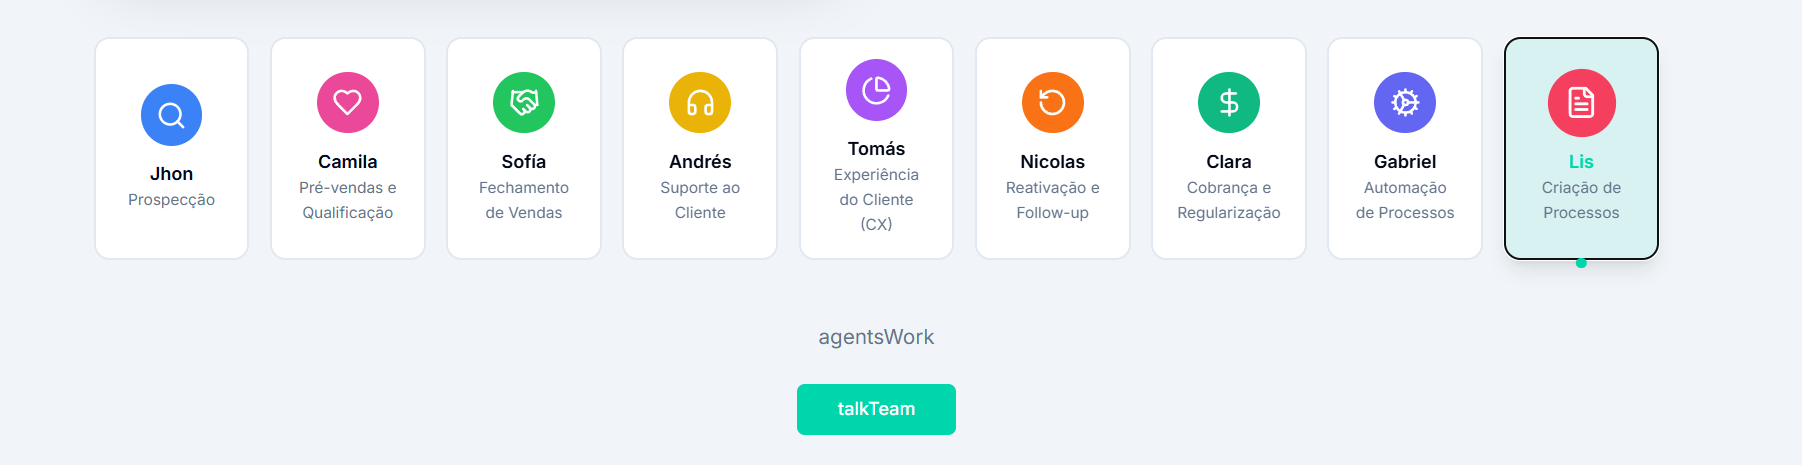 Jhon
Prospecção
Camila
Pré-vendas e
Qualificação
Sofía
Fechamento
de Vendas
Andrés
Suporte ao
Cliente
Tomás
Experiência
do Cliente
(CX)
Nicolas
Reativação e
Follow-up
Clara
Cobrança e
Regularização
Gabriel
Automação
de Processos
Lis
Criação de
Processos
agentsWork
talkTeam